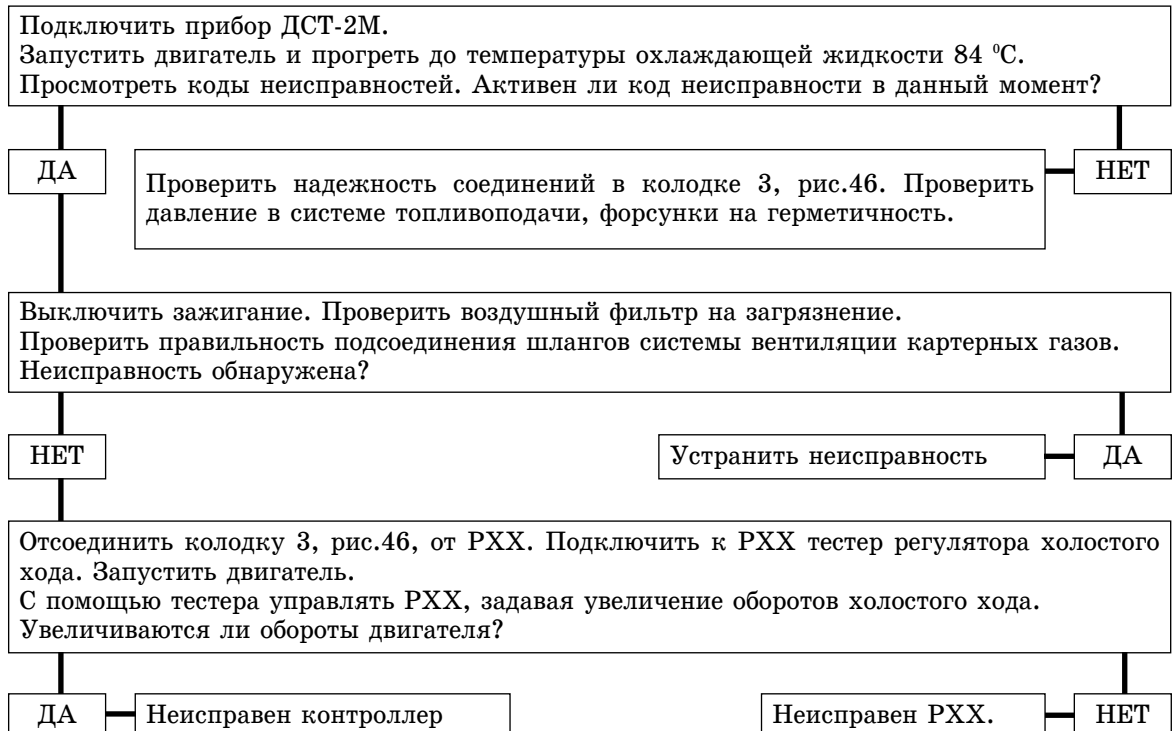 Подключить прибор ДСТ-2М.
Запустить двигатель и прогреть до температуры охлаждающей жидкости 84 ⁰С.
Просмотреть коды неисправностей. Активен ли код неисправности в данный момент?
ДА
Проверить надежность соединений в колодке 3, рис.46. Проверить
давление в системе топливоподачи, форсунки на герметичность.
НЕТ
Выключить зажигание. Проверить воздушный фильтр на загрязнение.
Проверить правильность подсоединения шлангов системы вентиляции картерных газов.
Неисправность обнаружена?
НЕТ
Устранить неисправность
ДА
Отсоединить колодку 3, рис.46, от РХХ. Подключить к РХХ тестер регулятора холостого
хода. Запустить двигатель.
С помощью тестера управлять РХХ, задавая увеличение оборотов холостого хода.
Увеличиваются ли обороты двигателя?
ДА
Неисправен контроллер
Неисправен РХХ.
НЕТ